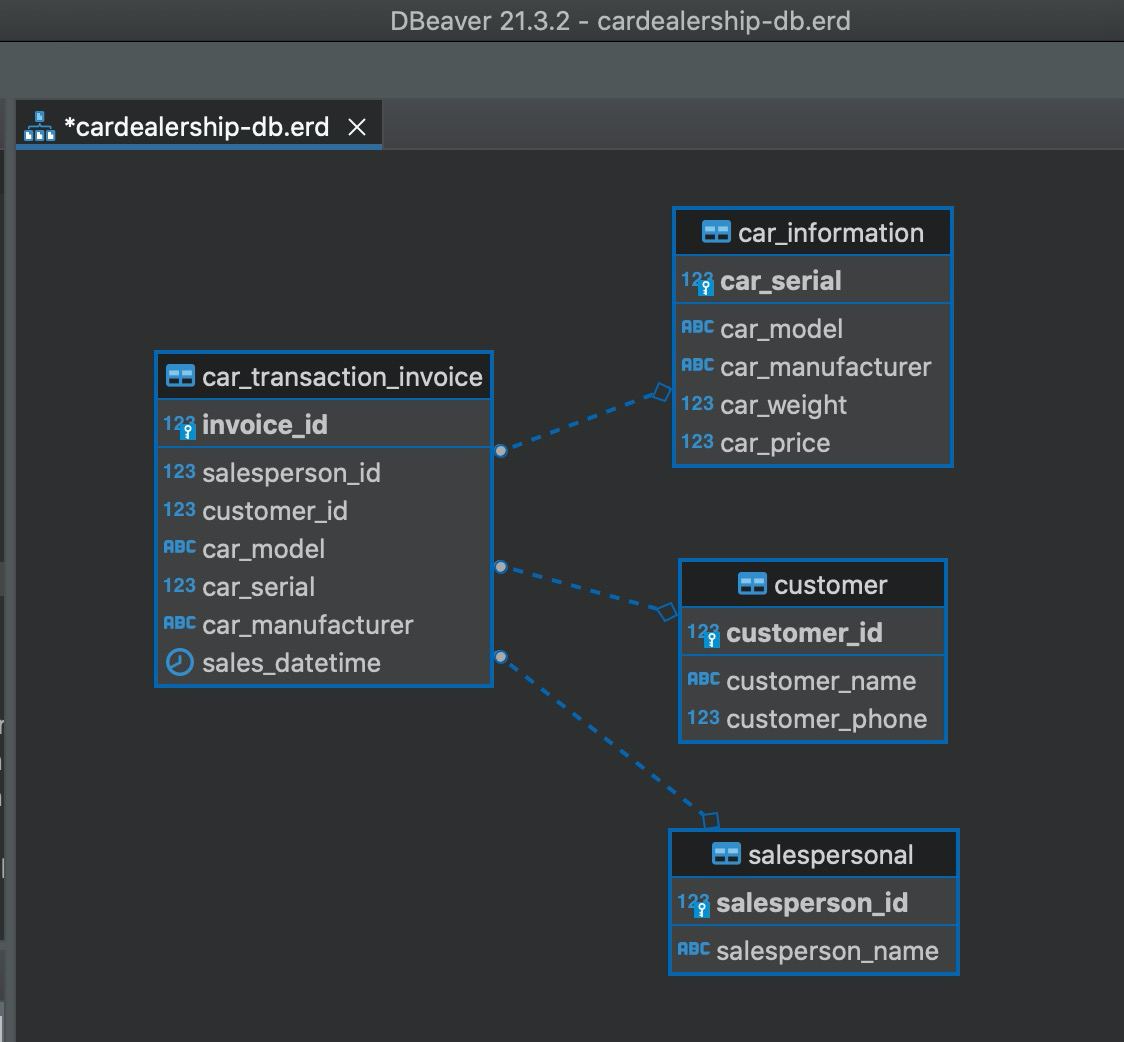 DBeaver 21.3.2 - cardealership-db.erd
*cardealership-db.erd
car_information
123 car_serial
ABC car_model
ABC car_manufacturer
123 car_weight
123 car_price
car_transaction_invoice
123 invoice_id
123 salesperson_id
123 customer_id
ABC car_model
123 car_serial
ABC car_manufacturer
sales_datetime
customer
123 customer_id
ABC customer_name
123 customer_phone
salespersonal
123 salesperson_id
ABC salesperson_name